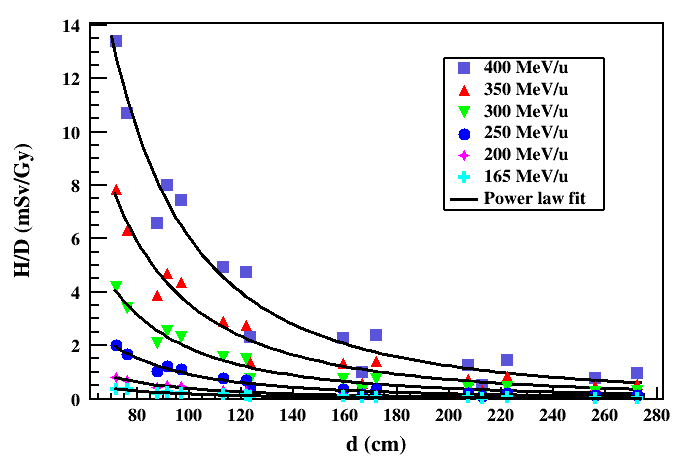 14
12
10
8
6
4
2
0
H/D (mSv/Gy)
400 MeV/u
350 MeV/u
300 MeV/u
250 MeV/u
200 MeV/u
165 MeV/u
Power law fit
80 100 120 140 160 180 200 220 240 260 280
d (cm)